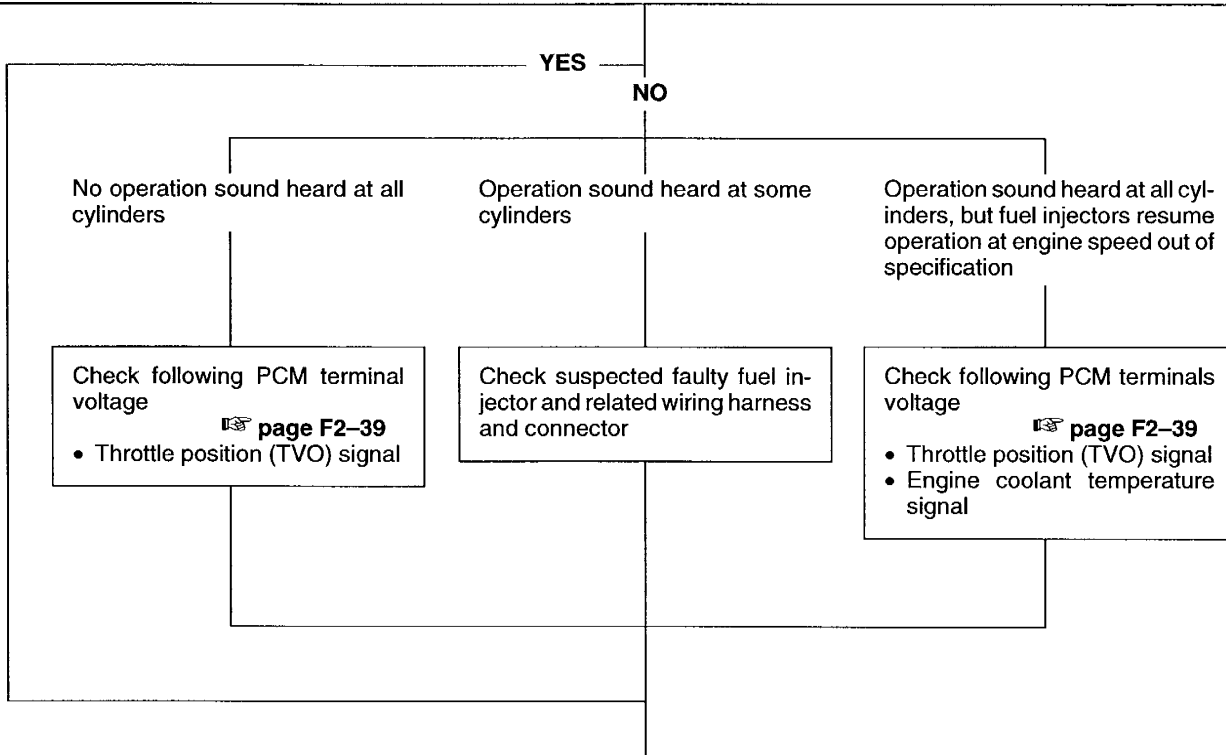 YES
NO
No operation sound heard at all
cylinders
Operation sound heard at some
cylinders
Operation sound heard at all cyl-
inders, but fuel injectors resume
operation at engine speed out of
specification
Check following PCM terminal
voltage
☞ page F2–39
• Throttle position (TVO) signal
Check suspected faulty fuel in-
jector and related wiring harness
and connector
Check following PCM terminals
voltage
☞ page F2–39
• Throttle position (TVO) signal
• Engine coolant temperature
signal